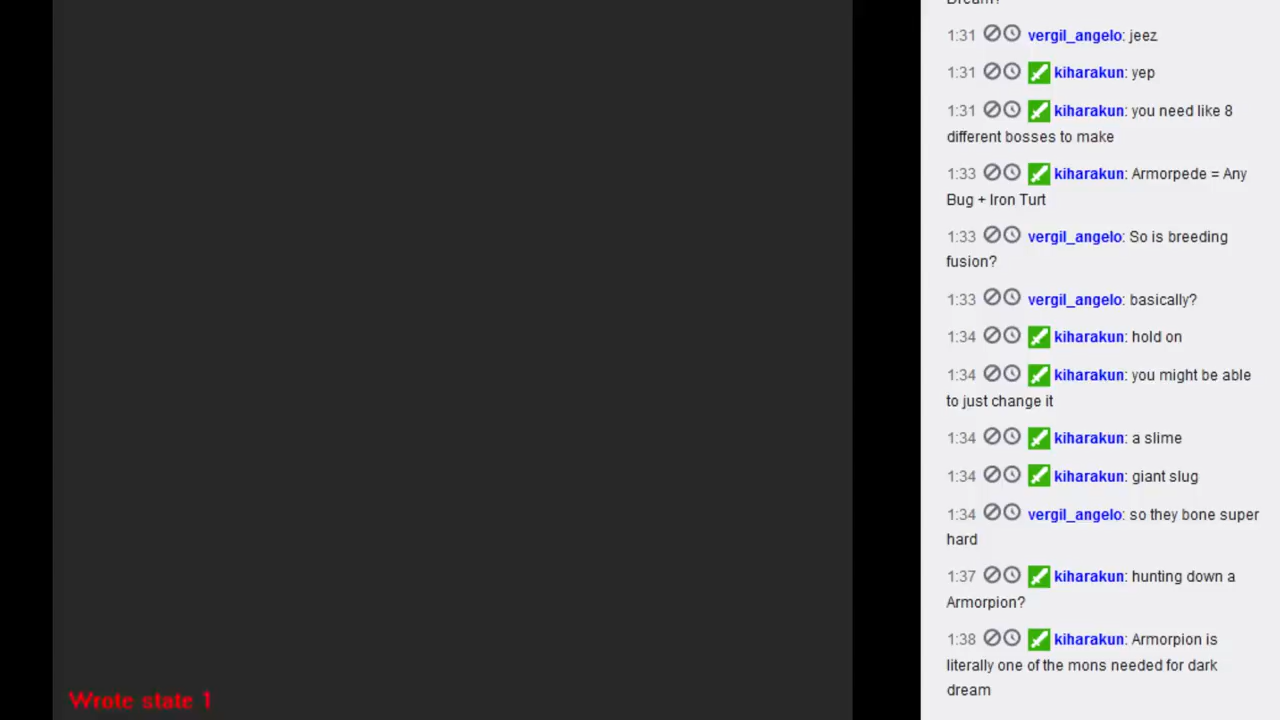 Dream?
1:31 vergil_angelo: jeez
1:31 kiharakun: yep
1:31 kiharakun: you need like 8
different bosses to make
1:33 kiharakun: Armorpede = Any
Bug + Iron Turt
1:33 vergil_angelo: So is breeding
fusion?
1:33 vergil_angelo: basically?
1:34 kiharakun: hold on
1:34 kiharakun: you might be able
to just change it
1:34 kiharakun: a slime
1:34 kiharakun: giant slug
1:34 vergil_angelo: so they bone super
hard
1:37 kiharakun: hunting down a
Armorpion?
1:38 kiharakun: Armorpion is
literally one of the mons needed for dark
dream
Wrote state 1